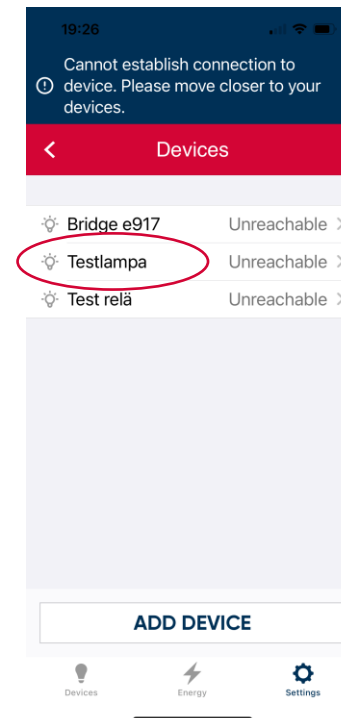 19:26
Cannot establish connection to
device. Please move closer to your
devices.
Devices
Bridge e917 Unreachable
Testlampa Unreachable
Test relä Unreachable
ADD DEVICE
Devices Energy Settings